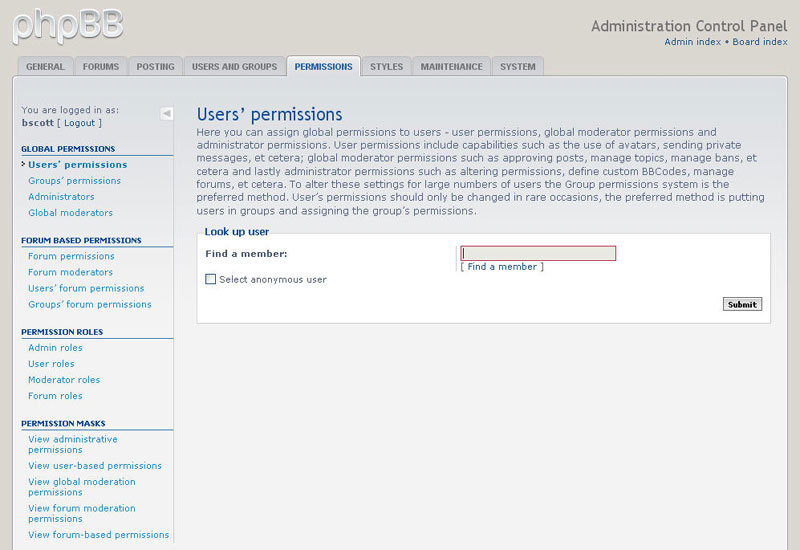 phpBB
Administration Control Panel
Admin index • Board index
GENERAL
FORUMS
POSTING
USERS AND GROUPS
PERMISSIONS
STYLES
MAINTENANCE
SYSTEM
You are logged in as:
bscott [ Logout ]
GLOBAL PERMISSIONS
Users’ permissions
Groups’ permissions
Administrators
Global moderators
FORUM BASED PERMISSIONS
Forum permissions
Forum moderators
Users’ forum permissions
Groups’ forum permissions
PERMISSION ROLES
Admin roles
User roles
Moderator roles
Forum roles
PERMISSION MASKS
View administrative
permissions
View user-based permissions
View global moderation
permissions
View forum moderation
permissions
View forum-based permissions
Users’ permissions
Here you can assign global permissions to users - user permissions, global moderator permissions and
administrator permissions. User permissions include capabilities such as the use of avatars, sending private
messages, et cetera; global moderator permissions such as approving posts, manage topics, manage bans, et
cetera and lastly administrator permissions such as altering permissions, define custom BBCodes, manage
forums, et cetera. To alter these settings for large numbers of users the Group permissions system is the
preferred method. User’s permissions should only be changed in rare occasions, the preferred method is putting
users in groups and assigning the group’s permissions.
Look up user
Find a member:
[ Find a member ]
Select anonymous user
Submit